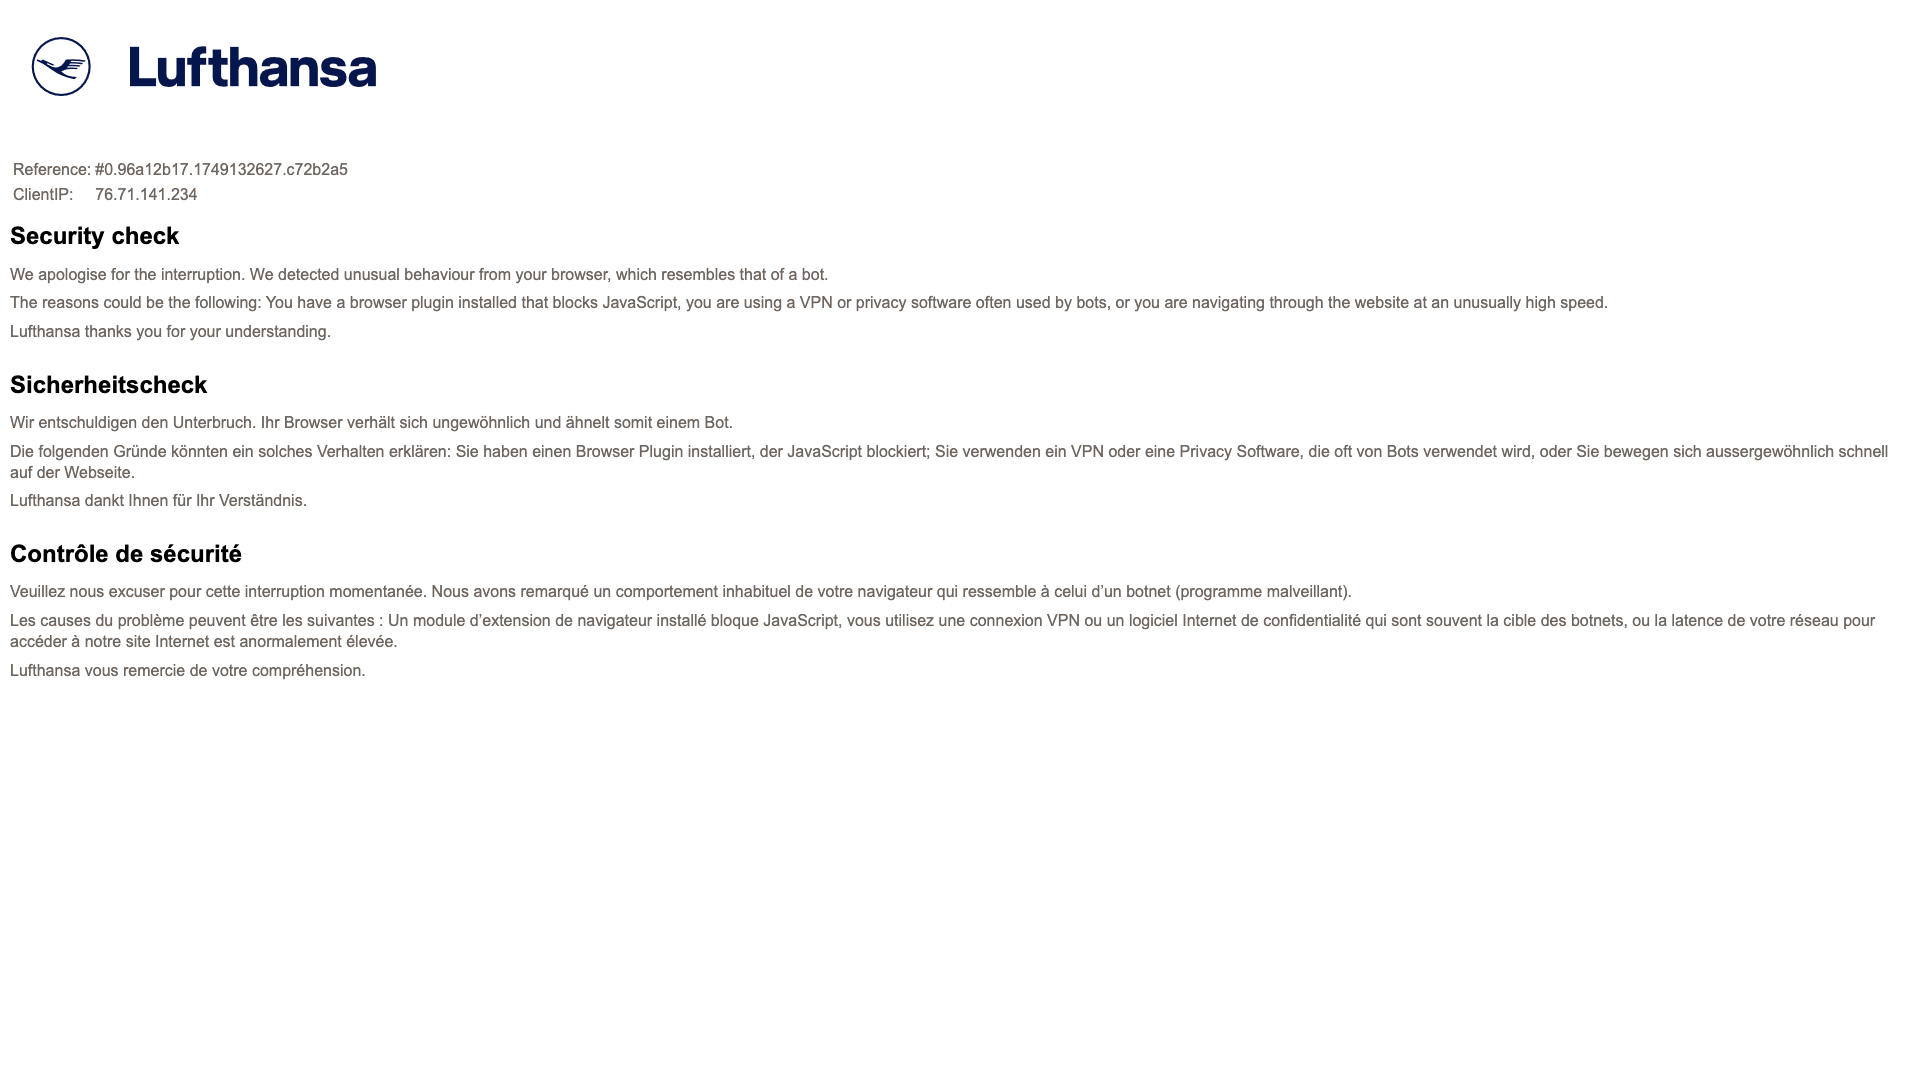 Lufthansa
Reference: #0.96a12b17.1749132627.c72b2a5
ClientIP: 76.71.141.234
Security check
We apologise for the interruption. We detected unusual behaviour from your browser, which resembles that of a bot.
The reasons could be the following: You have a browser plugin installed that blocks JavaScript, you are using a VPN or privacy software often used by bots, or you are navigating through the website at an unusually high speed.
Lufthansa thanks you for your understanding.
Sicherheitscheck
Wir entschuldigen den Unterbruch. Ihr Browser verhält sich ungewöhnlich und ähnelt somit einem Bot.
Die folgenden Gründe könnten ein solches Verhalten erklären: Sie haben einen Browser Plugin installiert, der JavaScript blockiert; Sie verwenden ein VPN oder eine Privacy Software, die oft von Bots verwendet wird, oder Sie bewegen sich aussergewöhnlich schnell
auf der Webseite.
Lufthansa dankt Ihnen für Ihr Verständnis.
Contrôle de sécurité
Veuillez nous excuser pour cette interruption momentanée. Nous avons remarqué un comportement inhabituel de votre navigateur qui ressemble à celui d’un botnet (programme malveillant).
Les causes du problème peuvent être les suivantes : Un module d’extension de navigateur installé bloque JavaScript, vous utilisez une connexion VPN ou un logiciel Internet de confidentialité qui sont souvent la cible des botnets, ou la latence de votre réseau pour
accéder à notre site Internet est anormalement élevée.
Lufthansa vous remercie de votre compréhension.